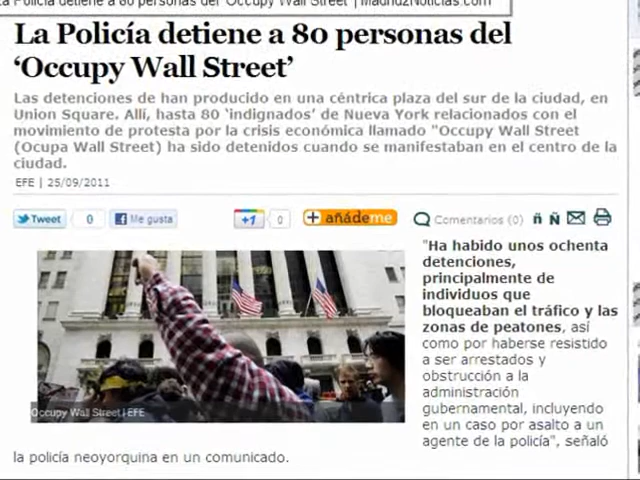 La Policía detiene a 80 personas del 'Occupy Wall Street' | Madrid2Noticias.com
La Policía detiene a 80 personas del
‘Occupy Wall Street’
Las detenciones de han producido en una céntrica plaza del sur de la ciudad, en
Union Square. Allí, hasta 80 ‘indignados’ de Nueva York relacionados con el
movimiento de protesta por la crisis económica llamado "Occupy Wall Street
(Ocupa Wall Street) ha sido detenidos cuando se manifestaban en el centro de la
ciudad.
EFE | 25/09/2011
Tweet 0 Me gusta +1 0 añádeme Comentarios (0) ñ Ñ
"Ha habido unos ochenta
detenciones,
principalmente de
individuos que
bloqueaban el tráfico y las
zonas de peatones, así
como por haberse resistido
a ser arrestados y
obstrucción a la
administración
gubernamental, incluyendo
en un caso por asalto a un
agente de la policía", señaló
la policía neoyorquina en un comunicado.
Occupy Wall Street | EFE